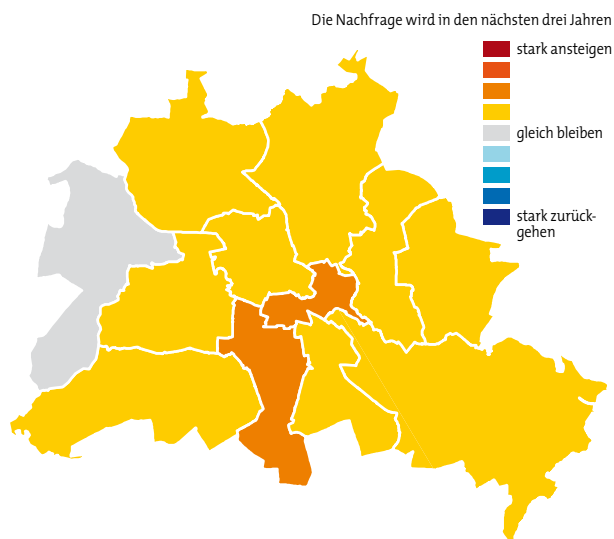 Die Nachfrage wird in den nächsten drei Jahren
stark ansteigen
gleich bleiben
stark zurück-
gehen